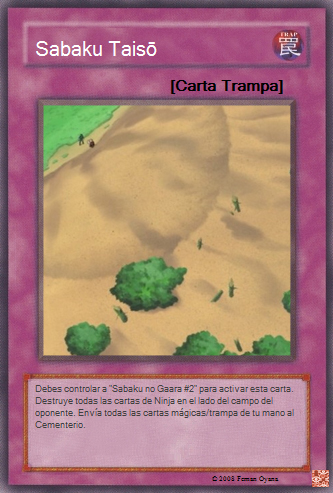 Sabaku Taisō
TRAP
罠
[Carta Trampa]
Debes controlar a "Sabaku no Gaara #2" para activar esta carta.
Destruye todas las cartas de Ninja en el lado del campo del
oponente. Envía todas las cartas mágicas/trampa de tu mano al
Cementerio.
© 2008 Foman Oyana